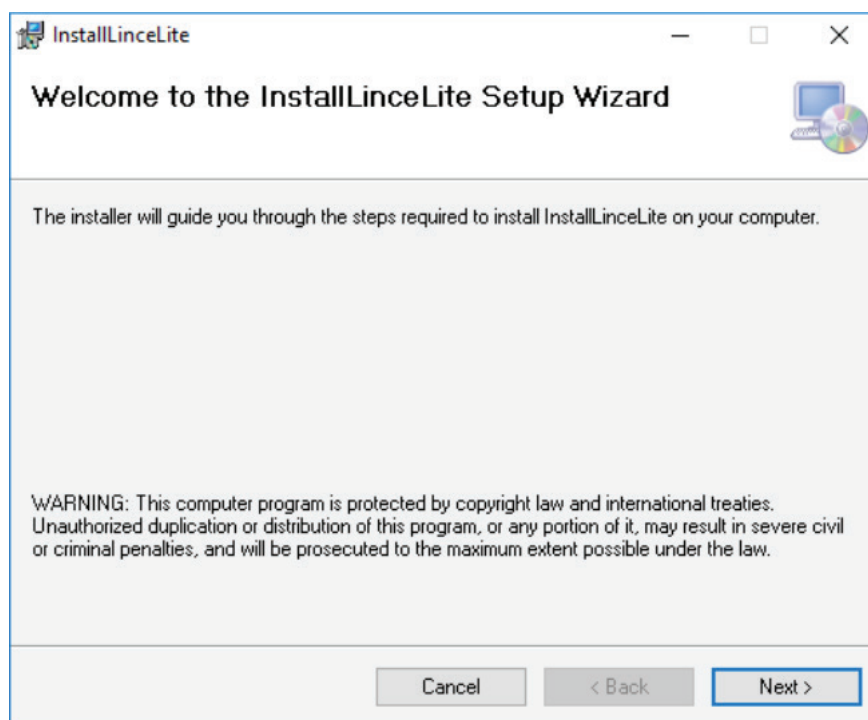 InstallLinceLite
Welcome to the InstallLinceLite Setup Wizard
The installer will guide you through the steps required to install InstallLinceLite on your computer.
WARNING: This computer program is protected by copyright law and international treaties.
Unauthorized duplication or distribution of this program, or any portion of it, may result in severe civil
or criminal penalties, and will be prosecuted to the maximum extent possible under the law.
Cancel < Back Next >